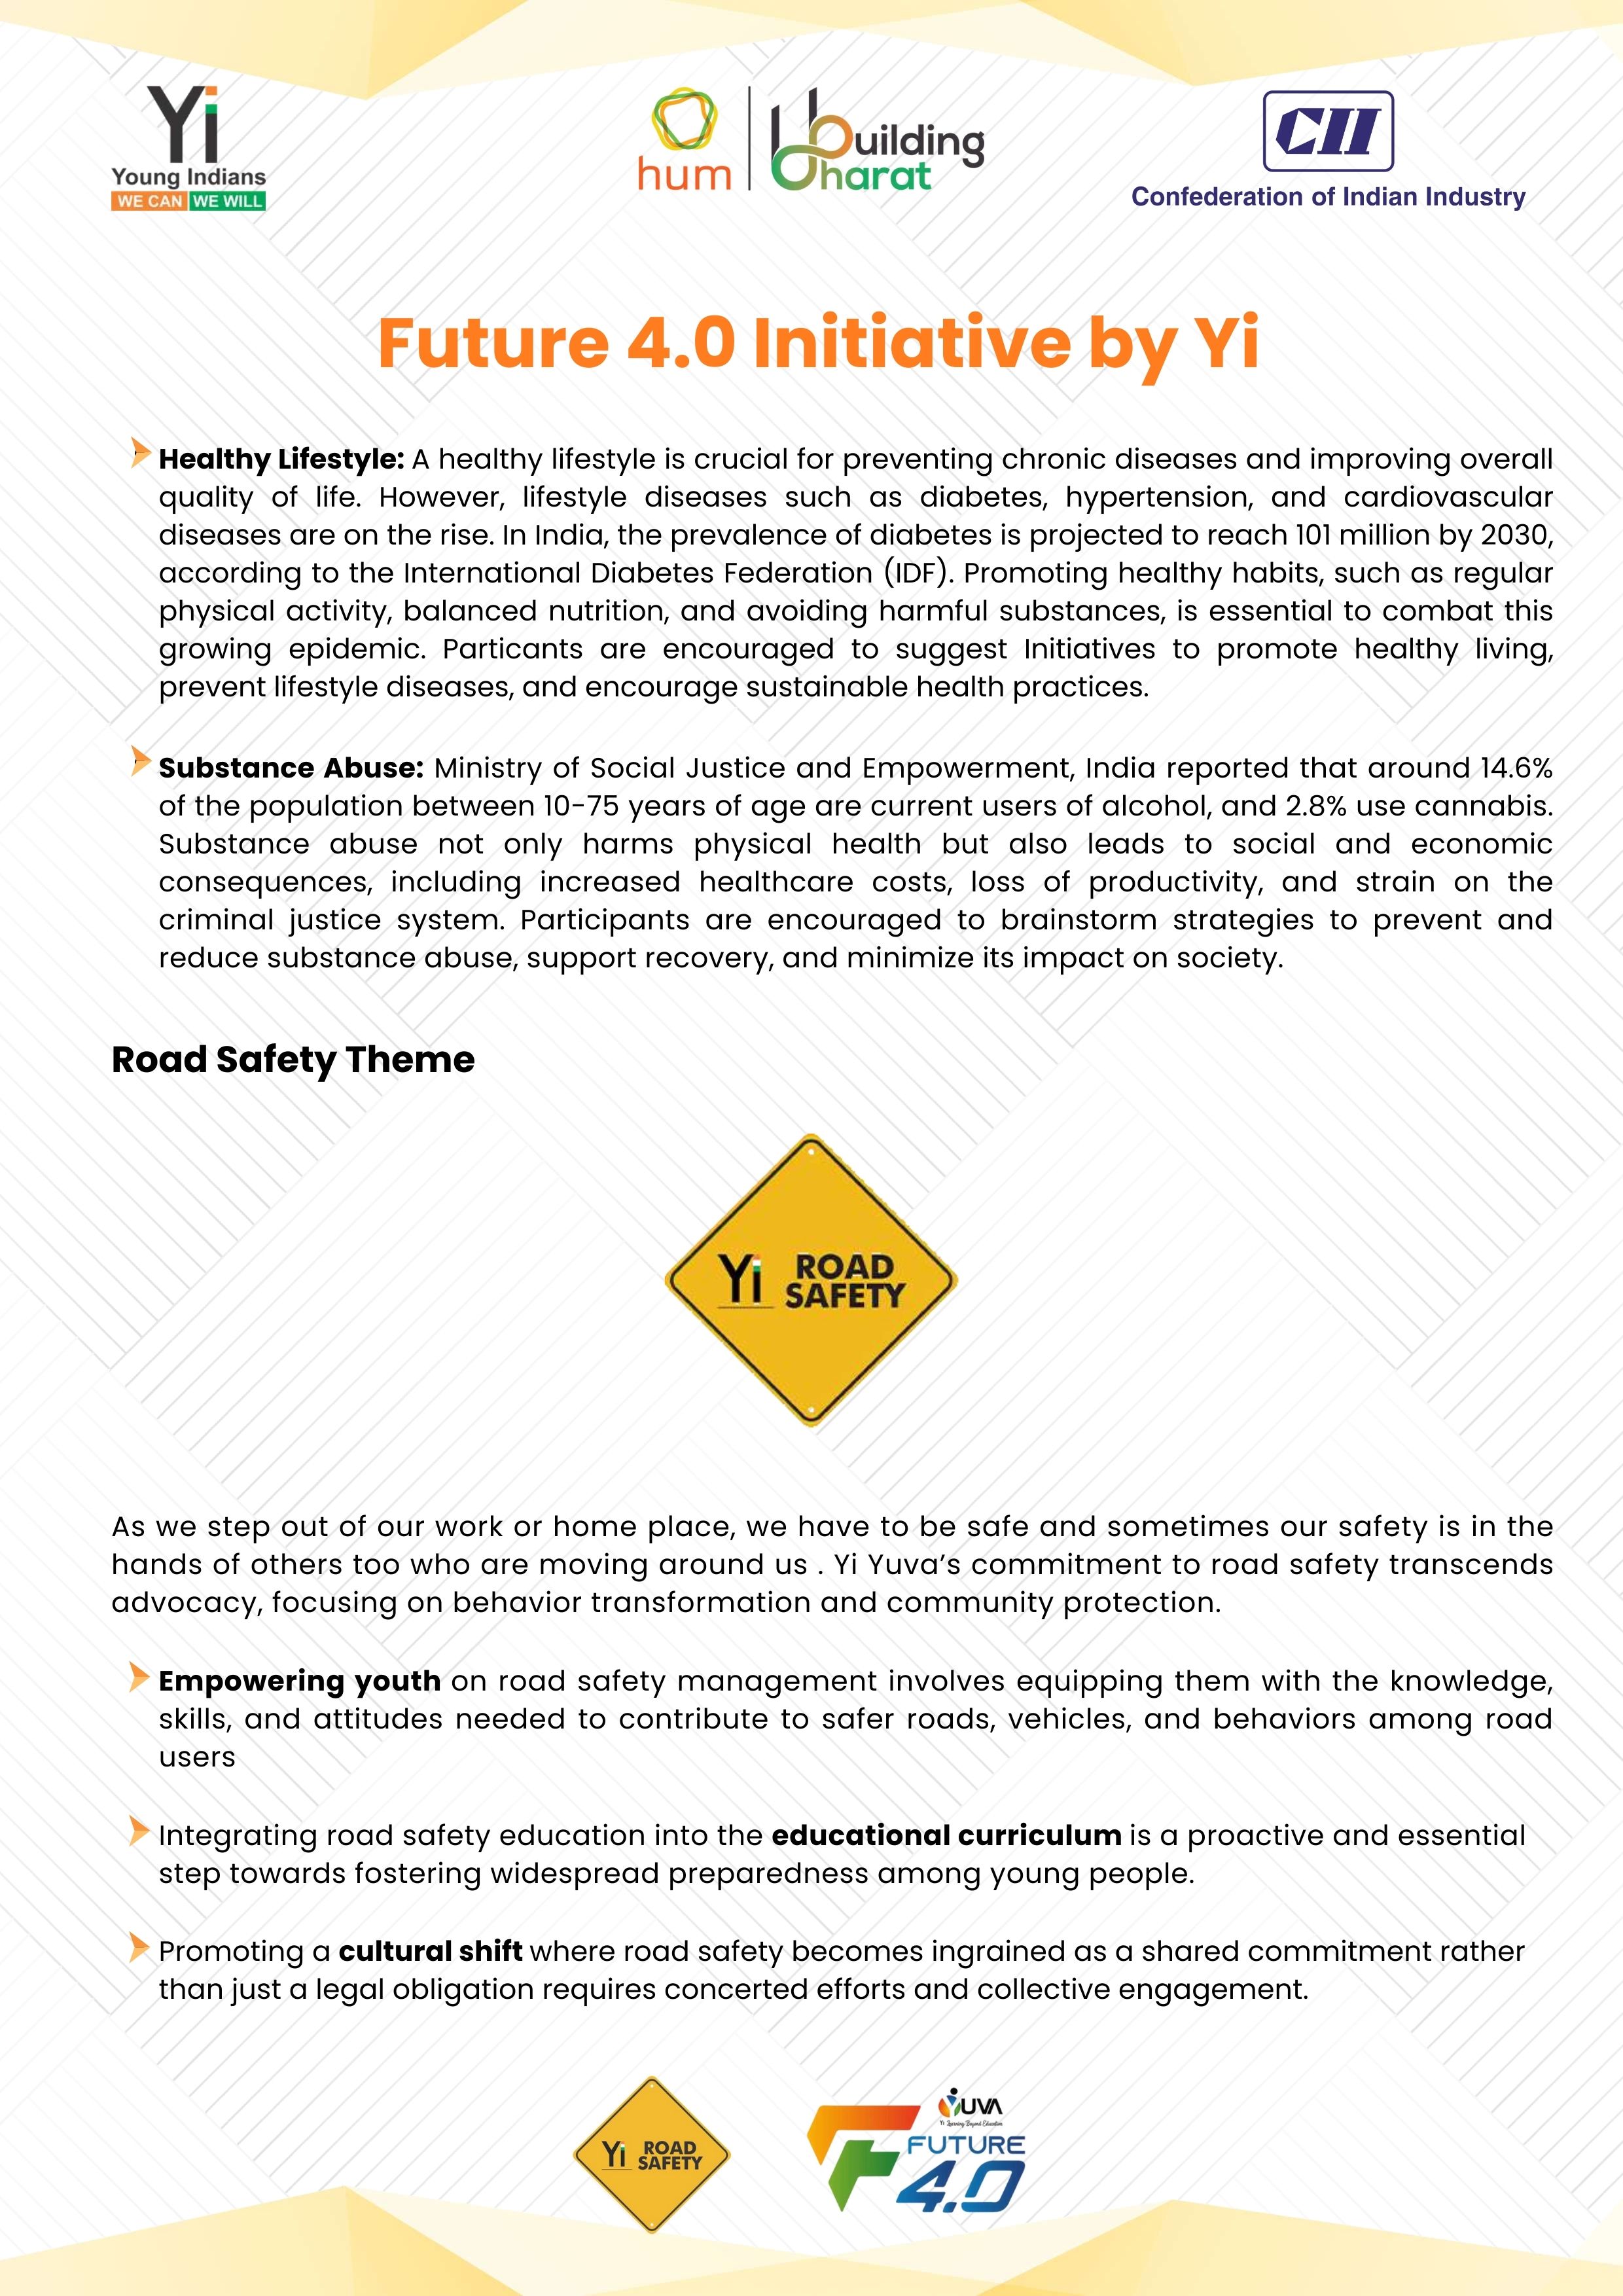 Yi
Young Indians
WE CAN WE WILL
hum
Building
Bharat
CII
Confederation of Indian Industry
Future 4.0 Initiative by Yi
Healthy Lifestyle: A healthy lifestyle is crucial for preventing chronic diseases and improving overall
quality of life. However, lifestyle diseases such as diabetes, hypertension, and cardiovascular
diseases are on the rise. In India, the prevalence of diabetes is projected to reach 101 million by 2030,
according to the International Diabetes Federation (IDF). Promoting healthy habits, such as regular
physical activity, balanced nutrition, and avoiding harmful substances, is essential to combat this
growing epidemic. Particants are encouraged to suggest Initiatives to promote healthy living,
prevent lifestyle diseases, and encourage sustainable health practices.
Substance Abuse: Ministry of Social Justice and Empowerment, India reported that around 14.6%
of the population between 10-75 years of age are current users of alcohol, and 2.8% use cannabis.
Substance abuse not only harms physical health but also leads to social and economic
consequences, including increased healthcare costs, loss of productivity, and strain on the
criminal justice system. Participants are encouraged to brainstorm strategies to prevent and
reduce substance abuse, support recovery, and minimize its impact on society.
Road Safety Theme
Yi ROAD
SAFETY
As we step out of our work or home place, we have to be safe and sometimes our safety is in the
hands of others too who are moving around us . Yi Yuva’s commitment to road safety transcends
advocacy, focusing on behavior transformation and community protection.
Empowering youth on road safety management involves equipping them with the knowledge,
skills, and attitudes needed to contribute to safer roads, vehicles, and behaviors among road
users
Integrating road safety education into the educational curriculum is a proactive and essential
step towards fostering widespread preparedness among young people.
Promoting a cultural shift where road safety becomes ingrained as a shared commitment rather
than just a legal obligation requires concerted efforts and collective engagement.
Yi ROAD
SAFETY
YUVA
Yi Learning Beyond Education
FUTURE
4.0